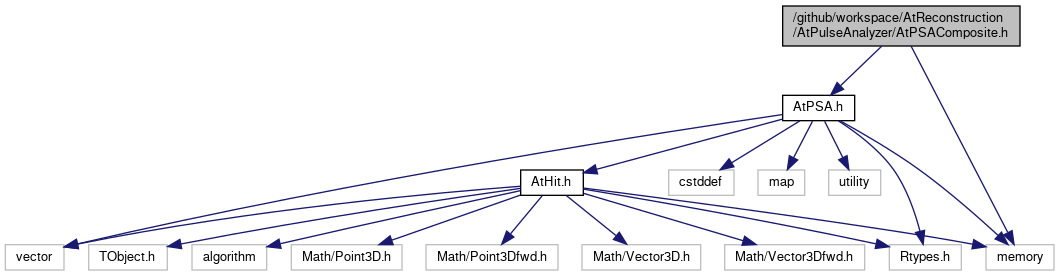 /github/workspace/AtReconstruction
/AtPulseAnalyzer/AtPSAComposite.h
AtPSA.h
AtHit.h
cstddef
map
utility
vector
TObject.h
algorithm
Math/Point3D.h
Math/Point3Dfwd.h
Math/Vector3D.h
Math/Vector3Dfwd.h
Rtypes.h
memory